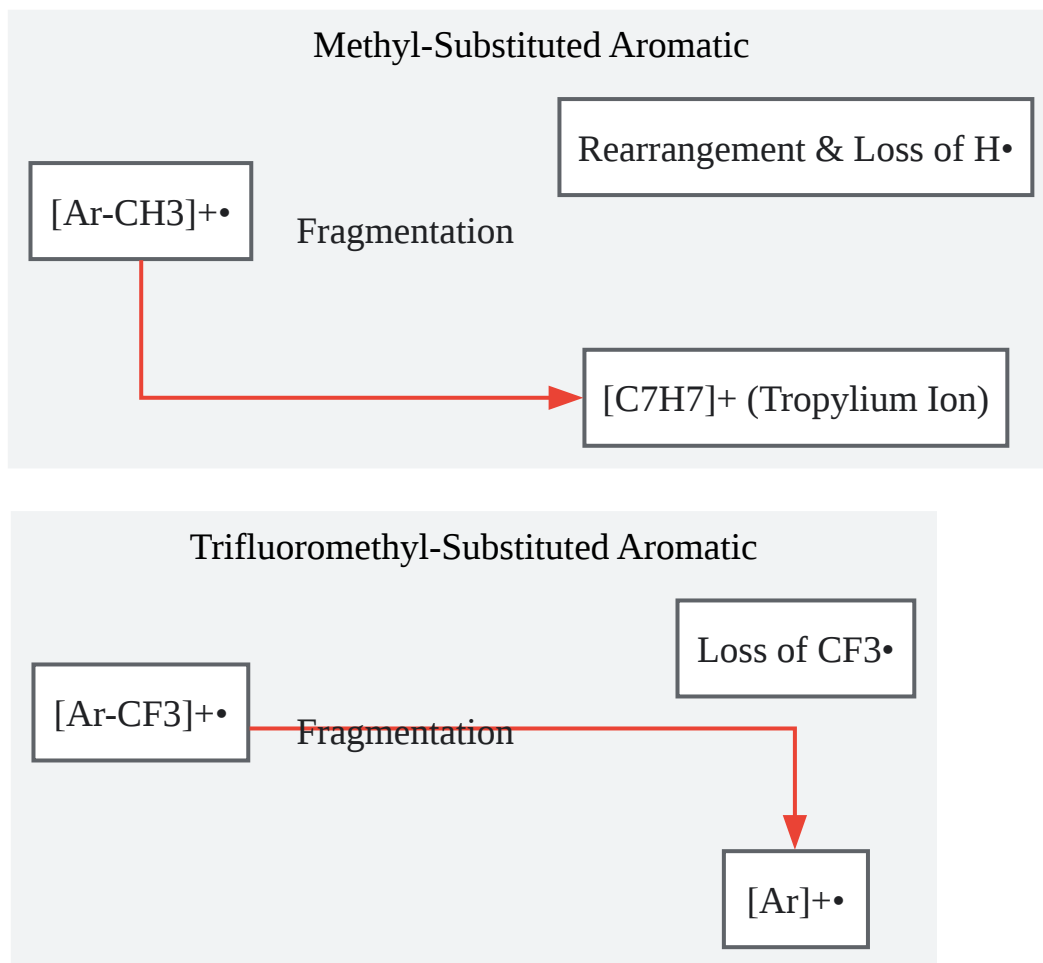 Methyl-Substituted Aromatic
Rearrangement & Loss of H•
[Ar-CH3]+•
Fragmentation
[C7H7]+ (Tropylium Ion)
Trifluoromethyl-Substituted Aromatic
Loss of CF3•
[Ar-CF3]+•
Fragmentation
[Ar]+•